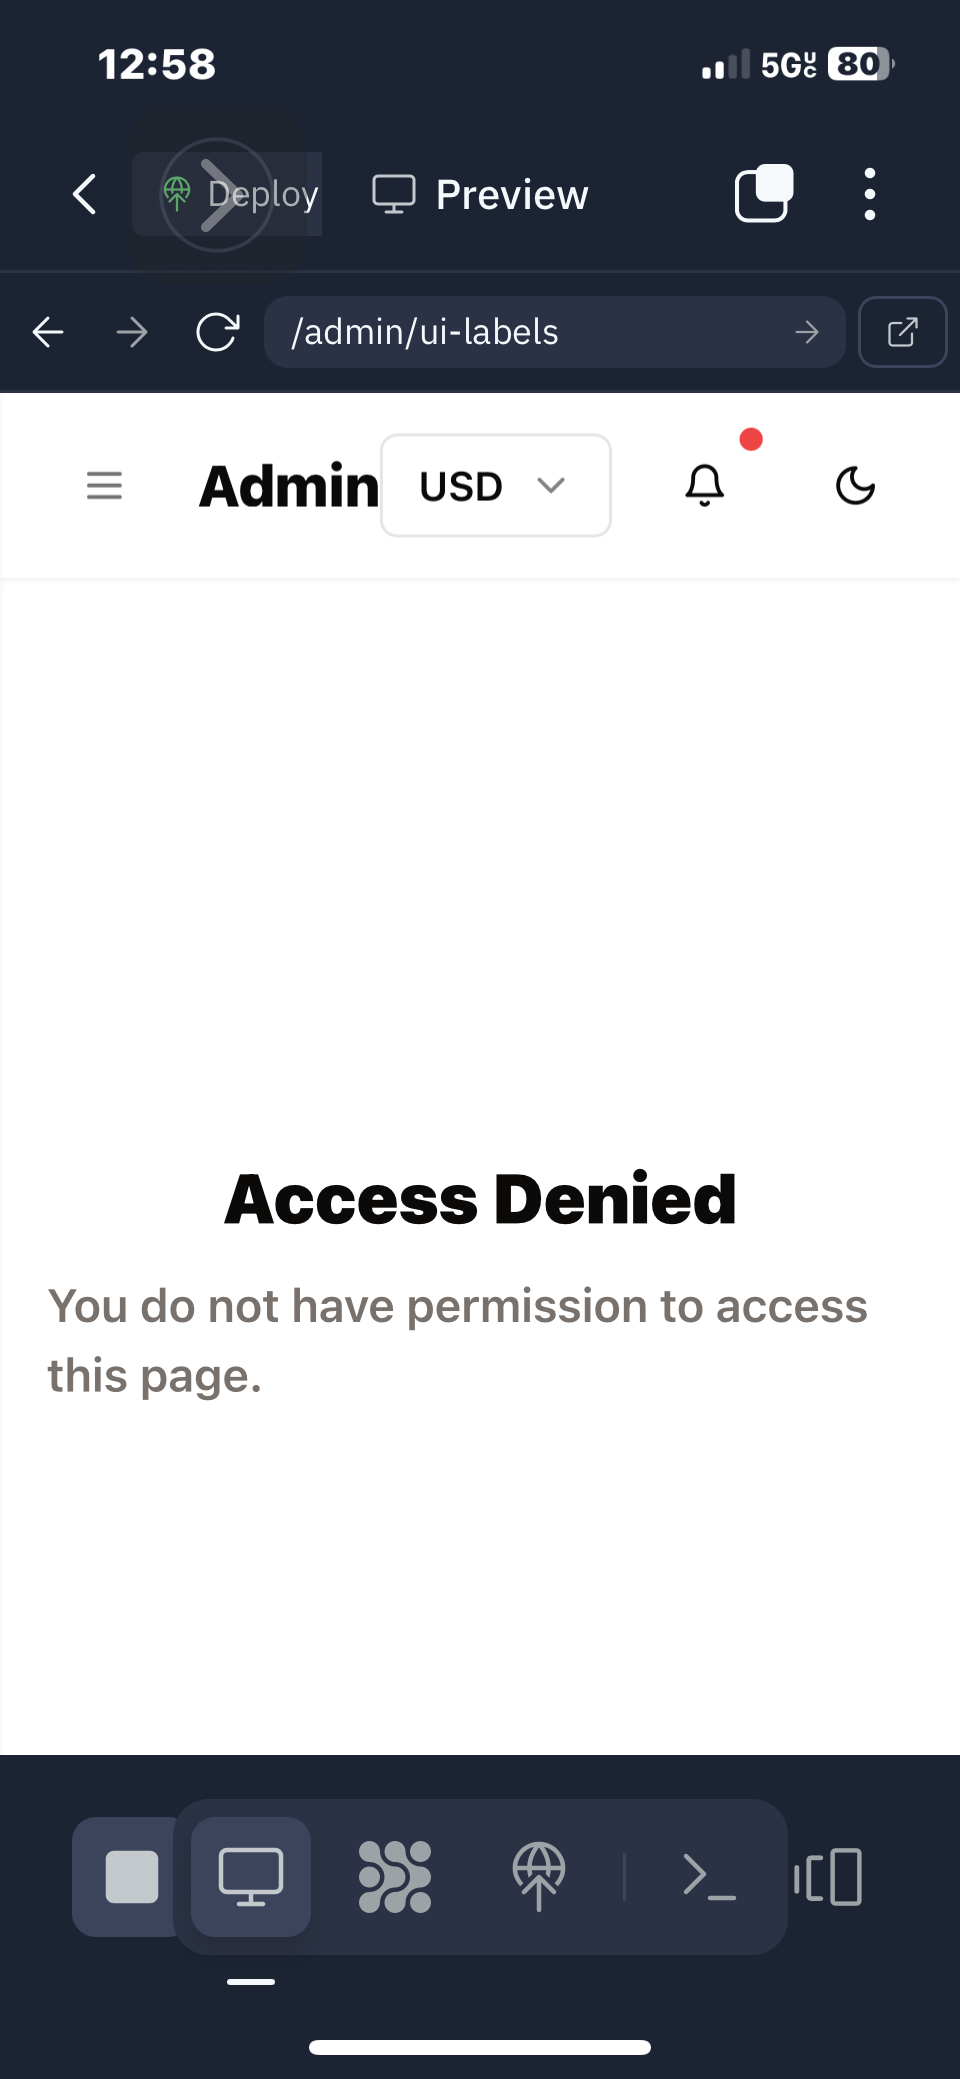 12:58
5G UC 80
Deploy
Preview
/admin/ui-labels
Admin
USD
Access Denied
You do not have permission to access
this page.